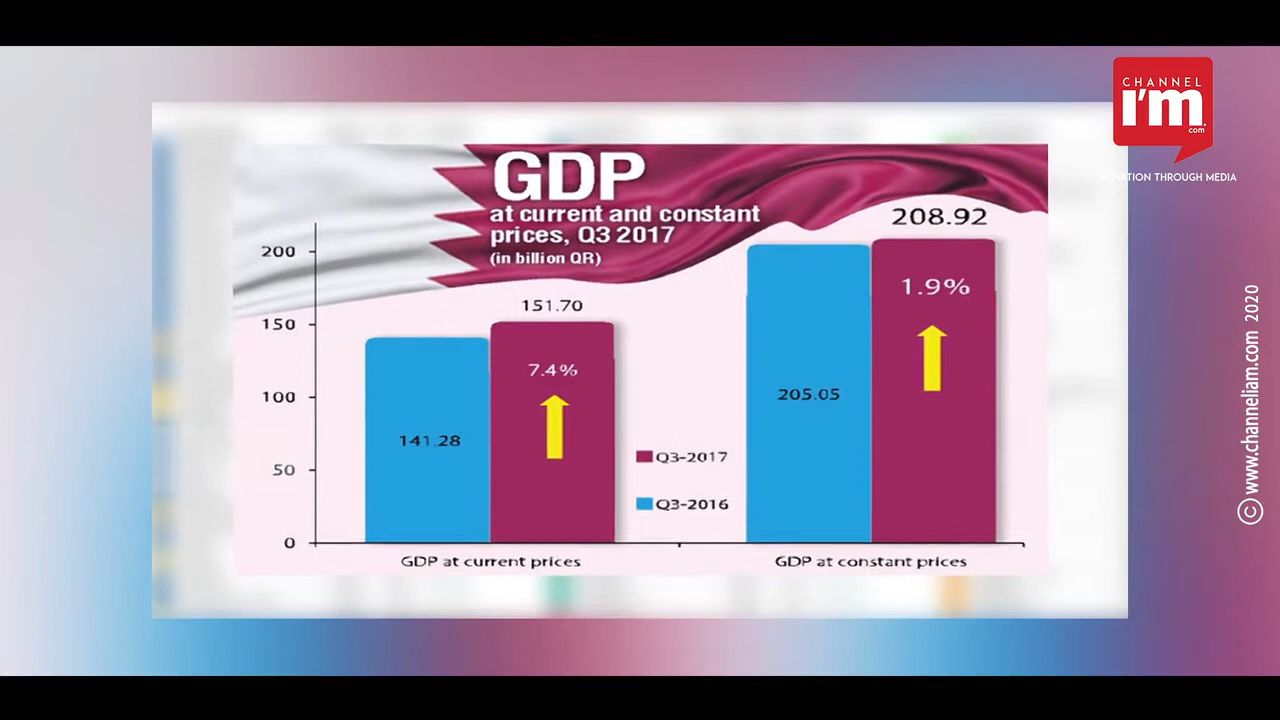 CHANNEL
I'M.
com
ATION THROUGH MEDIA
GDP
at current and constant
prices, Q3 2017
(in billion QR)
208.92
200
1.9%
151.70
150
7.4%
100
205.05
141.28
Q3-2017
50
Q3-2016
0
GDP at current prices
GDP at constant prices
© www.channeliam.com 2020